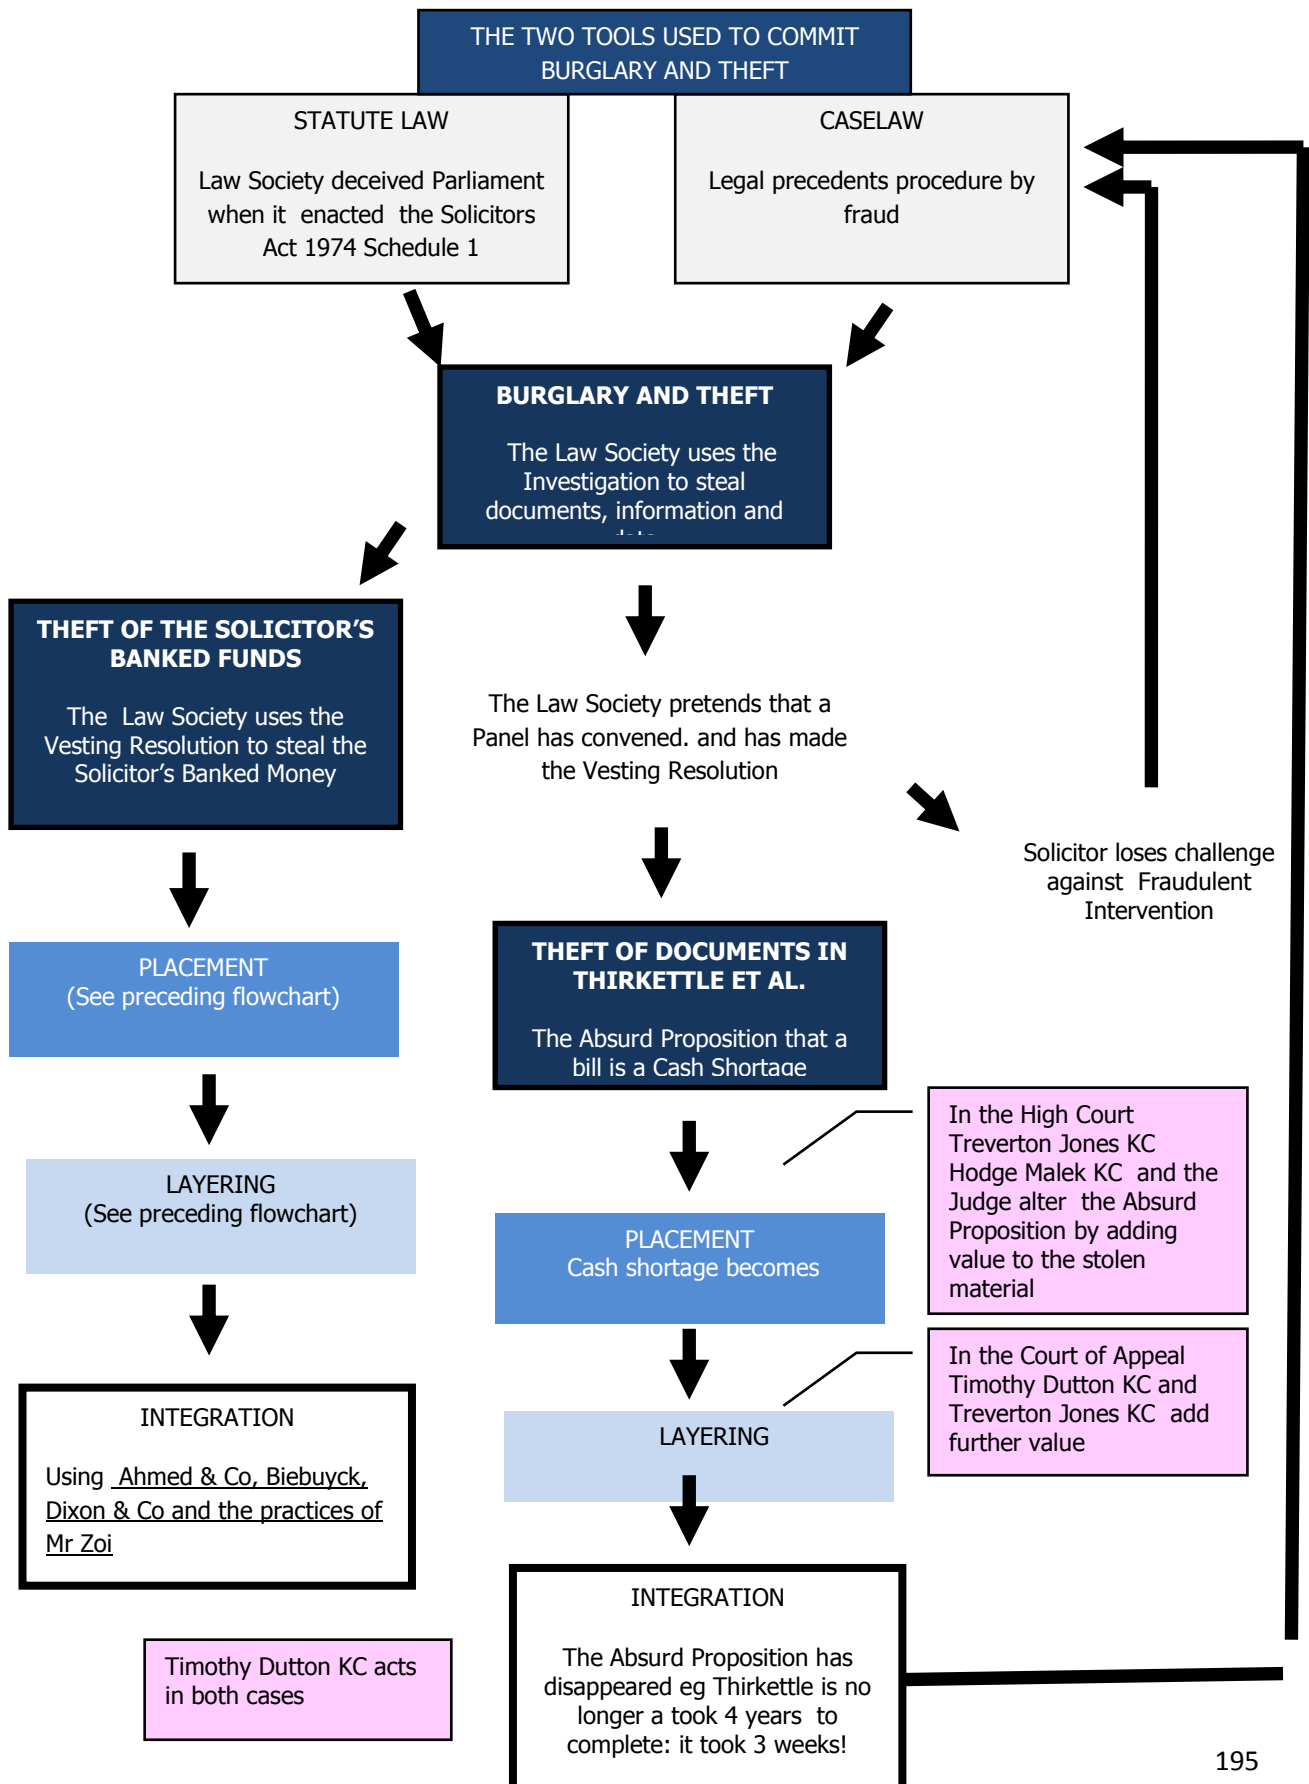 THE TWO TOOLS USED TO COMMIT
BURGLARY AND THEFT
STATUTE LAW
Law Society deceived Parliament
when it enacted the Solicitors
Act 1974 Schedule 1
CASELAW
Legal precedents procedure by
fraud
BURGLARY AND THEFT
The Law Society uses the
Investigation to steal
documents, information and
THEFT OF THE SOLICITOR’S
BANKED FUNDS
The Law Society uses the
Vesting Resolution to steal the
Solicitor’s Banked Money
The Law Society pretends that a
Panel has convened. and has made
the Vesting Resolution
Solicitor loses challenge
against Fraudulent
Intervention
PLACEMENT
(See preceding flowchart)
THEFT OF DOCUMENTS IN
THIRKETTLE ET AL.
The Absurd Proposition that a
bill is a Cash Shortage
LAYERING
(See preceding flowchart)
In the High Court
Treverton Jones KC
Hodge Malek KC and the
Judge alter the Absurd
Proposition by adding
value to the stolen
material
PLACEMENT
Cash shortage becomes
In the Court of Appeal
Timothy Dutton KC and
Treverton Jones KC add
further value
INTEGRATION
Using Ahmed & Co, Biebuyck,
Dixon & Co and the practices of
Mr Zoi
LAYERING
INTEGRATION
The Absurd Proposition has
disappeared eg Thirkettle is no
longer a took 4 years to
complete: it took 3 weeks!
Timothy Dutton KC acts
in both cases
195